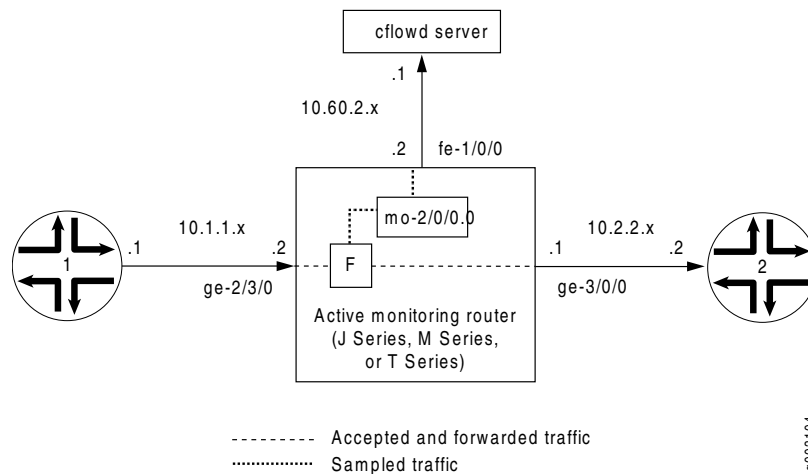 cflowd server
.1
10.60.2.x
.2
fe-1/0/0
mo-2/0/0.0
10.1.1.x
.1
.2
10.2.2.x
.1
.2
1
F
2
ge-2/3/0
ge-3/0/0
Active monitoring router
(J Series, M Series,
or T Series)
Accepted and forwarded traffic
Sampled traffic